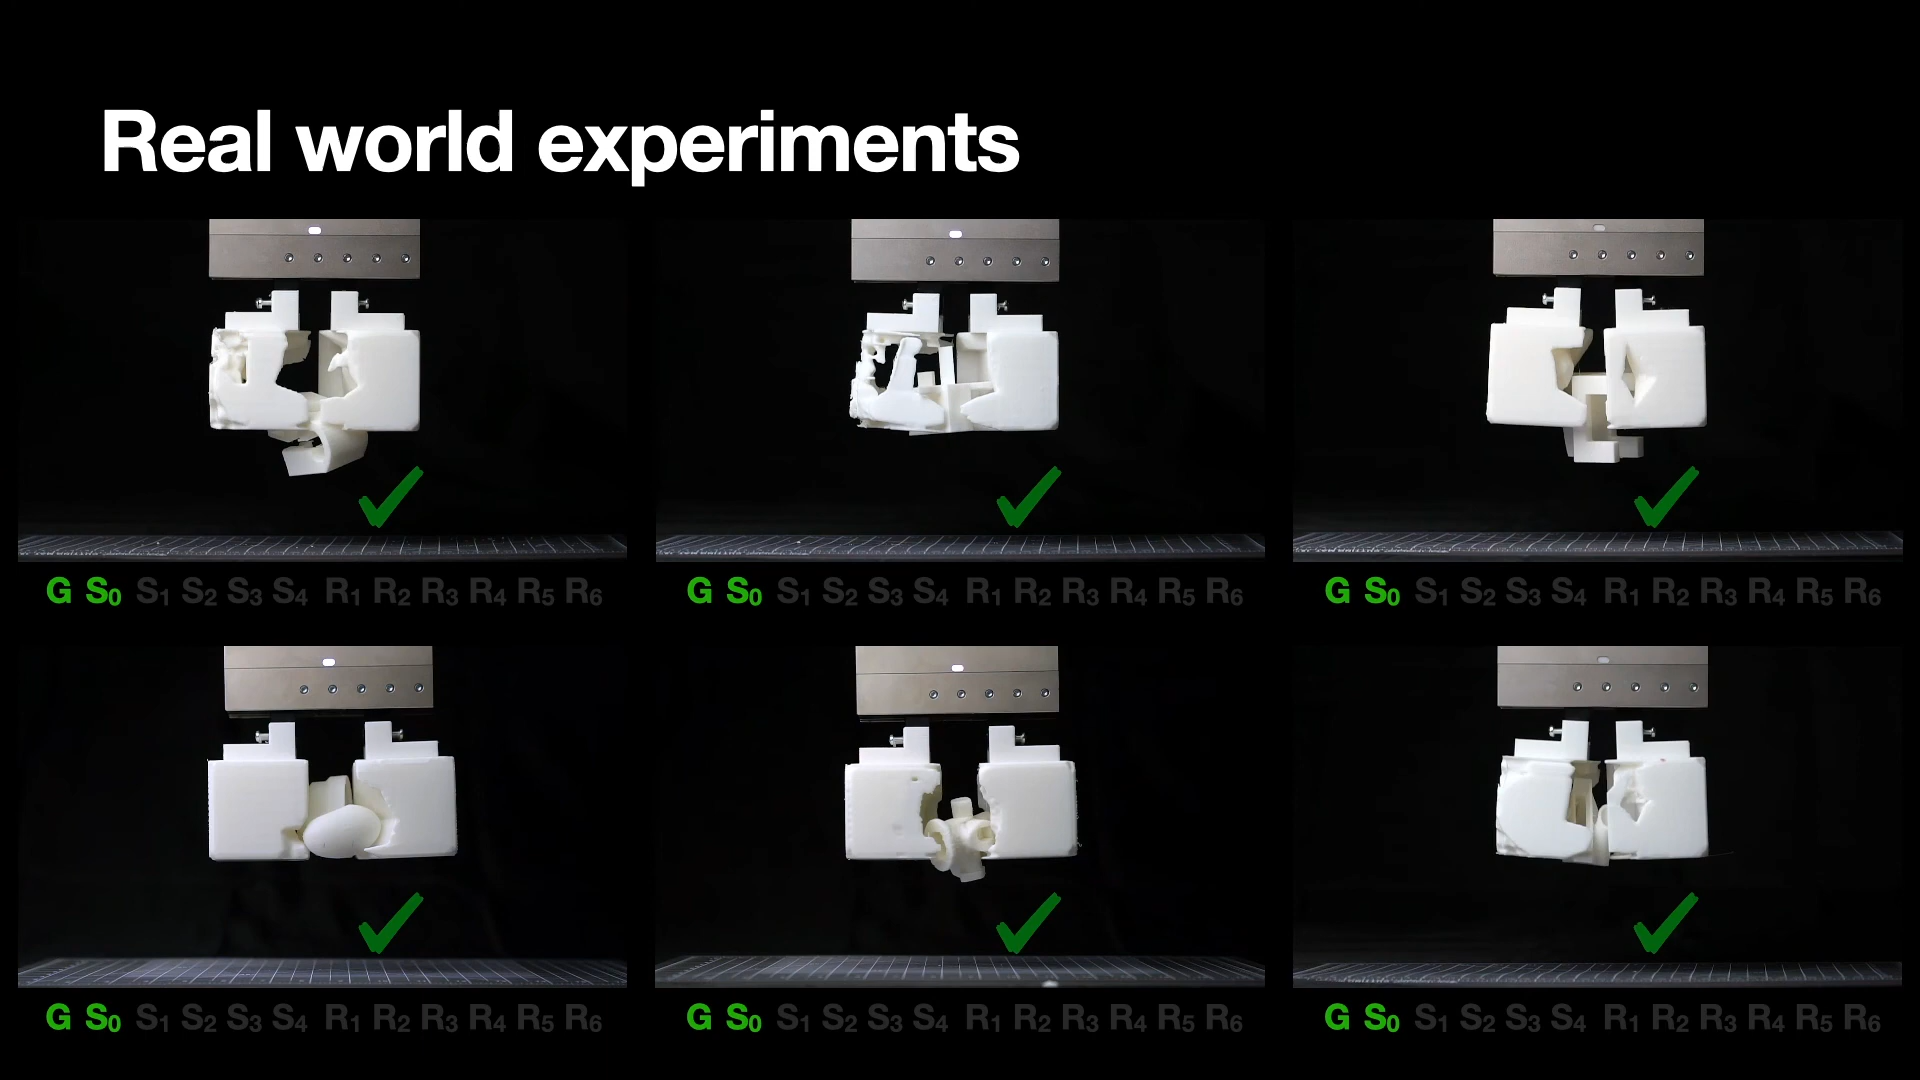 Real world experiments
G S₀ S₁ S₂ S₃ S₄ R₁ R₂ R₃ R₄ R₅ R₆
G S₀ S₁ S₂ S₃ S₄ R₁ R₂ R₃ R₄ R₅ R₆
G S₀ S₁ S₂ S₃ S₄ R₁ R₂ R₃ R₄ R₅ R₆
G S₀ S₁ S₂ S₃ S₄ R₁ R₂ R₃ R₄ R₅ R₆
G S₀ S₁ S₂ S₃ S₄ R₁ R₂ R₃ R₄ R₅ R₆
G S₀ S₁ S₂ S₃ S₄ R₁ R₂ R₃ R₄ R₅ R₆